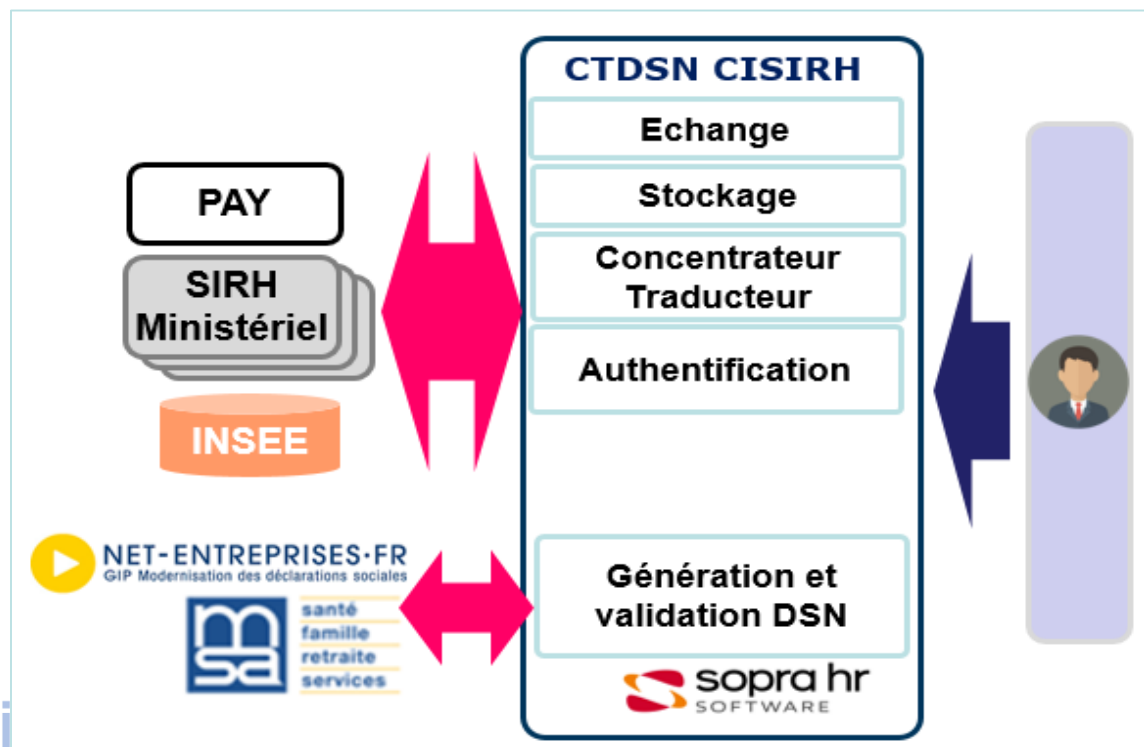 CTDSN CISIRH
Echange
Stockage
Concentrateur
Traducteur
Authentification
Génération et
validation DSN
sopra hr
SOFTWARE
PAY
SIRH
Ministériel
INSEE
NET-ENTREPRISES·FR
GIP Modernisation des déclarations sociales
msa
santé
famille
retraite
services